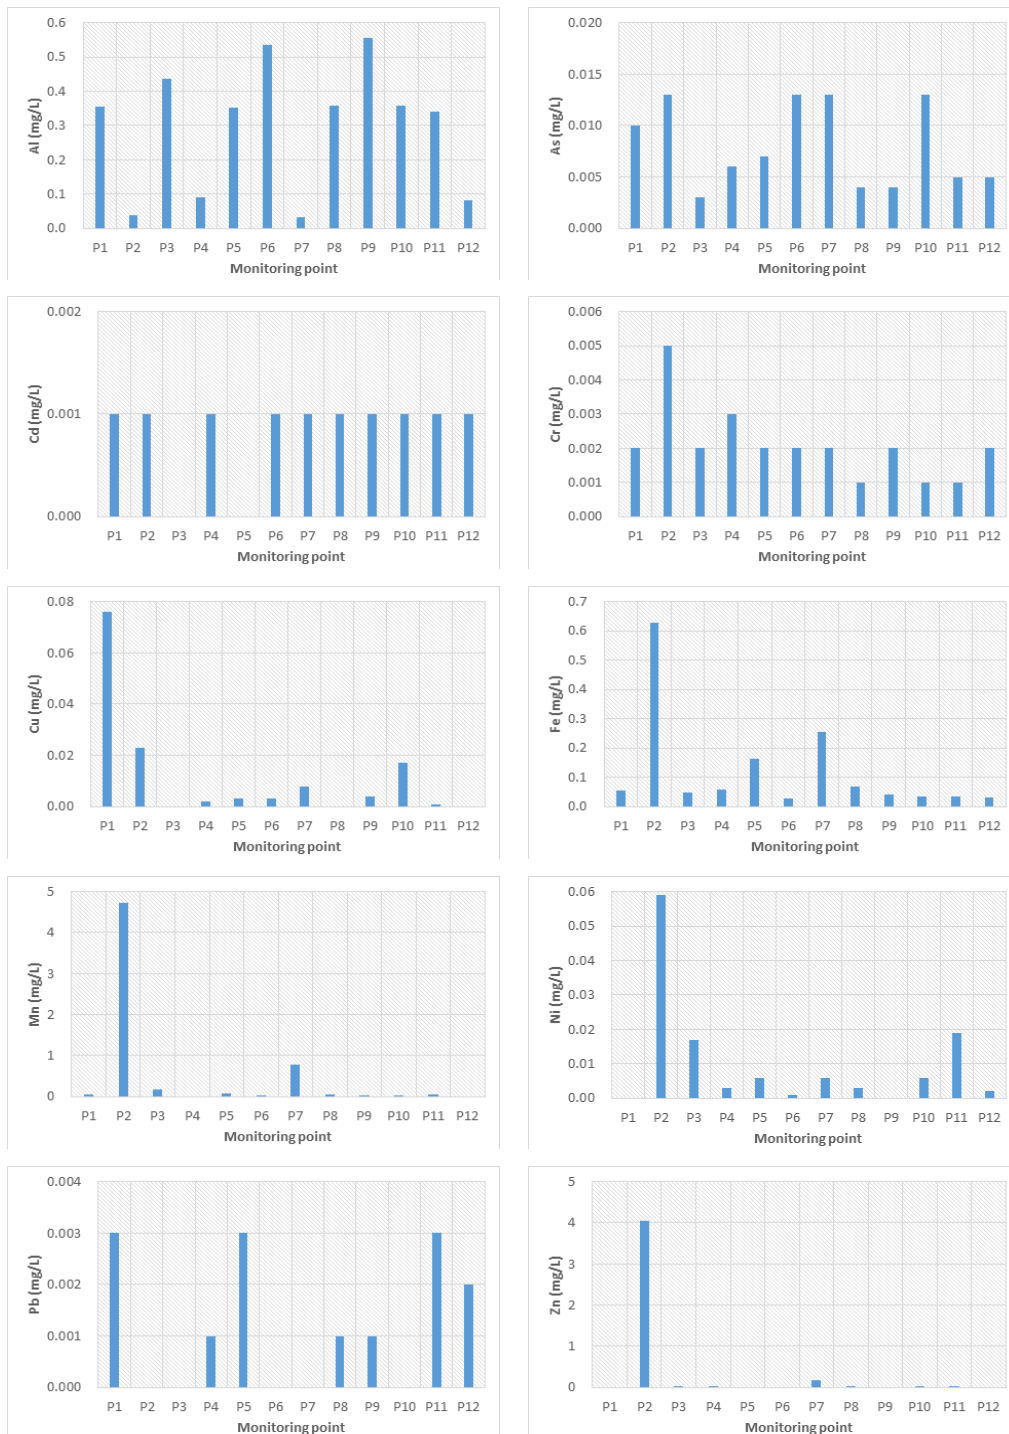 0.6
0.5
0.4
0.3
0.2
0.1
0.0
Al (mg/L)
P1 P2 P3 P4 P5 P6 P7 P8 P9 P10 P11 P12
Monitoring point
0.020
0.015
0.010
0.005
0.000
As (mg/L)
P1 P2 P3 P4 P5 P6 P7 P8 P9 P10 P11 P12
Monitoring point
0.002
0.001
0.000
Cd (mg/L)
P1 P2 P3 P4 P5 P6 P7 P8 P9 P10 P11 P12
Monitoring point
0.006
0.005
0.004
0.003
0.002
0.001
0.000
Cr (mg/L)
P1 P2 P3 P4 P5 P6 P7 P8 P9 P10 P11 P12
Monitoring point
0.08
0.06
0.04
0.02
0.00
Cu (mg/L)
P1 P2 P3 P4 P5 P6 P7 P8 P9 P10 P11 P12
Monitoring point
0.7
0.6
0.5
0.4
0.3
0.2
0.1
0.0
Fe (mg/L)
P1 P2 P3 P4 P5 P6 P7 P8 P9 P10 P11 P12
Monitoring point
5
4
3
2
1
0
Mn (mg/L)
P1 P2 P3 P4 P5 P6 P7 P8 P9 P10 P11 P12
Monitoring point
0.06
0.05
0.04
0.03
0.02
0.01
0.00
Ni (mg/L)
P1 P2 P3 P4 P5 P6 P7 P8 P9 P10 P11 P12
Monitoring point
0.004
0.003
0.002
0.001
0.000
Pb (mg/L)
P1 P2 P3 P4 P5 P6 P7 P8 P9 P10 P11 P12
Monitoring point
5
4
3
2
1
0
Zn (mg/L)
P1 P2 P3 P4 P5 P6 P7 P8 P9 P10 P11 P12
Monitoring point